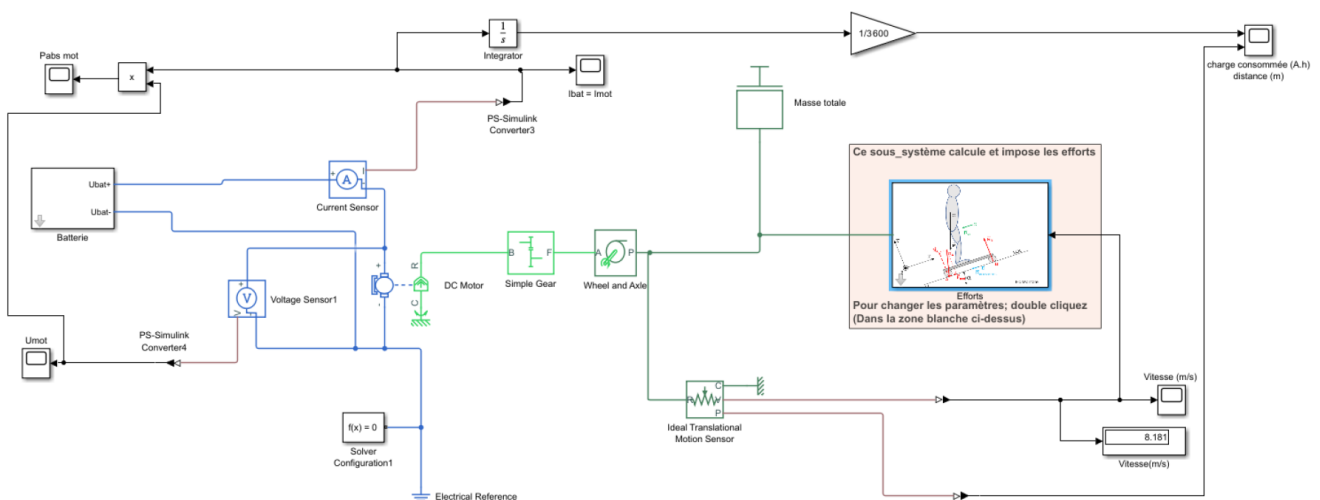 1
s
Integrator
1/3600
charge consommée (A.h)
distance (m)
Pabs mot
x
Ibat = Imot
PS-Simulink
Converter3
Masse totale
Ce sous_système calcule et impose les efforts
Efforts
Pour changer les paramètres; double cliquez
(Dans la zone blanche ci-dessus)
Ubat+
Ubat-
Batterie
+
A
I
-
Current Sensor
+
V
-
V
Voltage Sensor1
+
-
R
C
DC Motor
B
F
Simple Gear
A
P
Wheel and Axle
Umot
PS-Simulink
Converter4
f(x) = 0
Solver
Configuration1
Electrical Reference
R
C
V
P
Ideal Translational
Motion Sensor
Vitesse (m/s)
8.181
Vitesse(m/s)